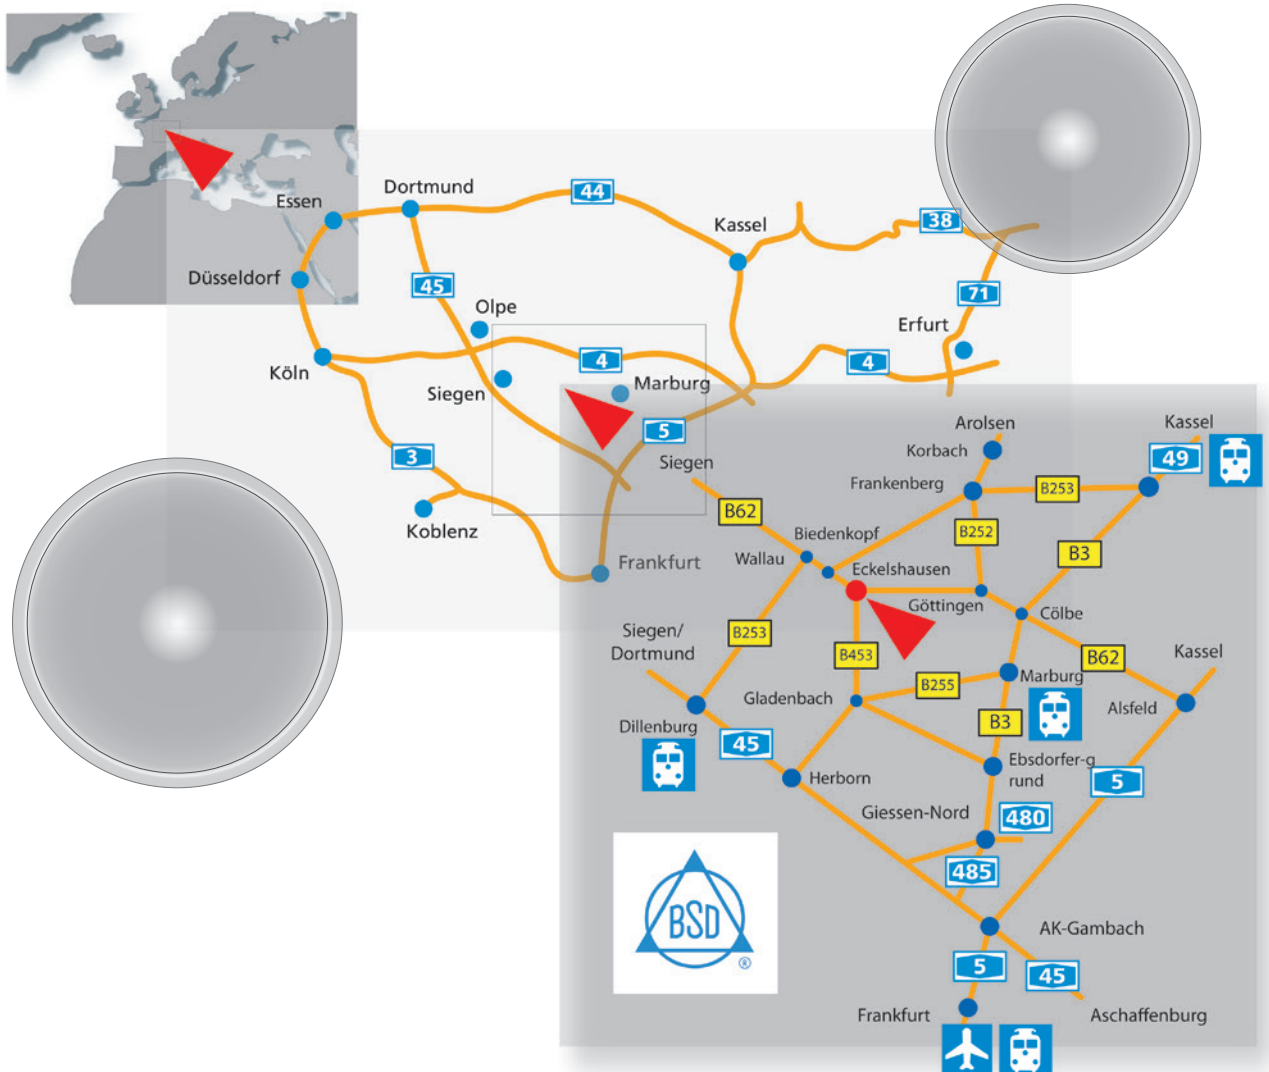 Dortmund
Essen
44
Kassel
38
Düsseldorf
45
71
Olpe
Erfurt
4
4
Köln
Siegen
Marburg
5
3
Koblenz
Frankfurt
Arolsen
Kassel
Korbach
49
Siegen
Frankenberg
B253
B62
B252
Biedenkopf
B3
Wallau
Eckelshausen
Göttingen
Cölbe
Siegen/
Dortmund
B253
B453
B62
Kassel
B255
Marburg
Gladenbach
Alsfeld
Dillenburg
B3
45
Ebsdorfer-g
rund
Herborn
5
Giessen-Nord
480
485
BSD
®
AK-Gambach
5
45
Frankfurt
Aschaffenburg